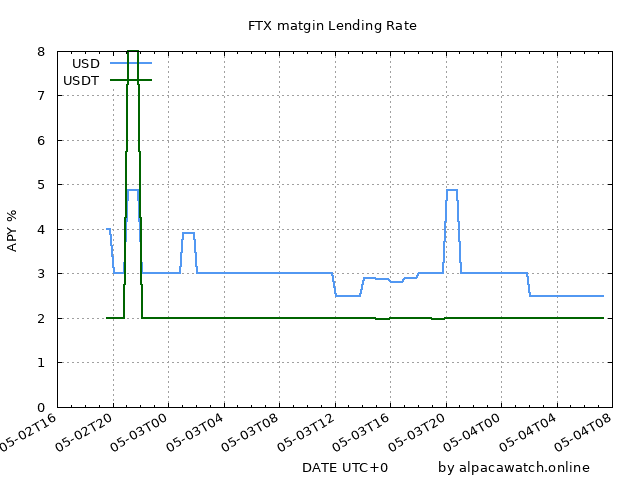 FTX matgin Lending Rate
USD
USDT
8
7
6
5
4
3
2
1
0
APY %
05-02T16
05-02T20
05-03T00
05-03T04
05-03T08
05-03T12
05-03T16
05-03T20
05-04T00
05-04T04
05-04T08
DATE UTC+0
by alpacawatch.online